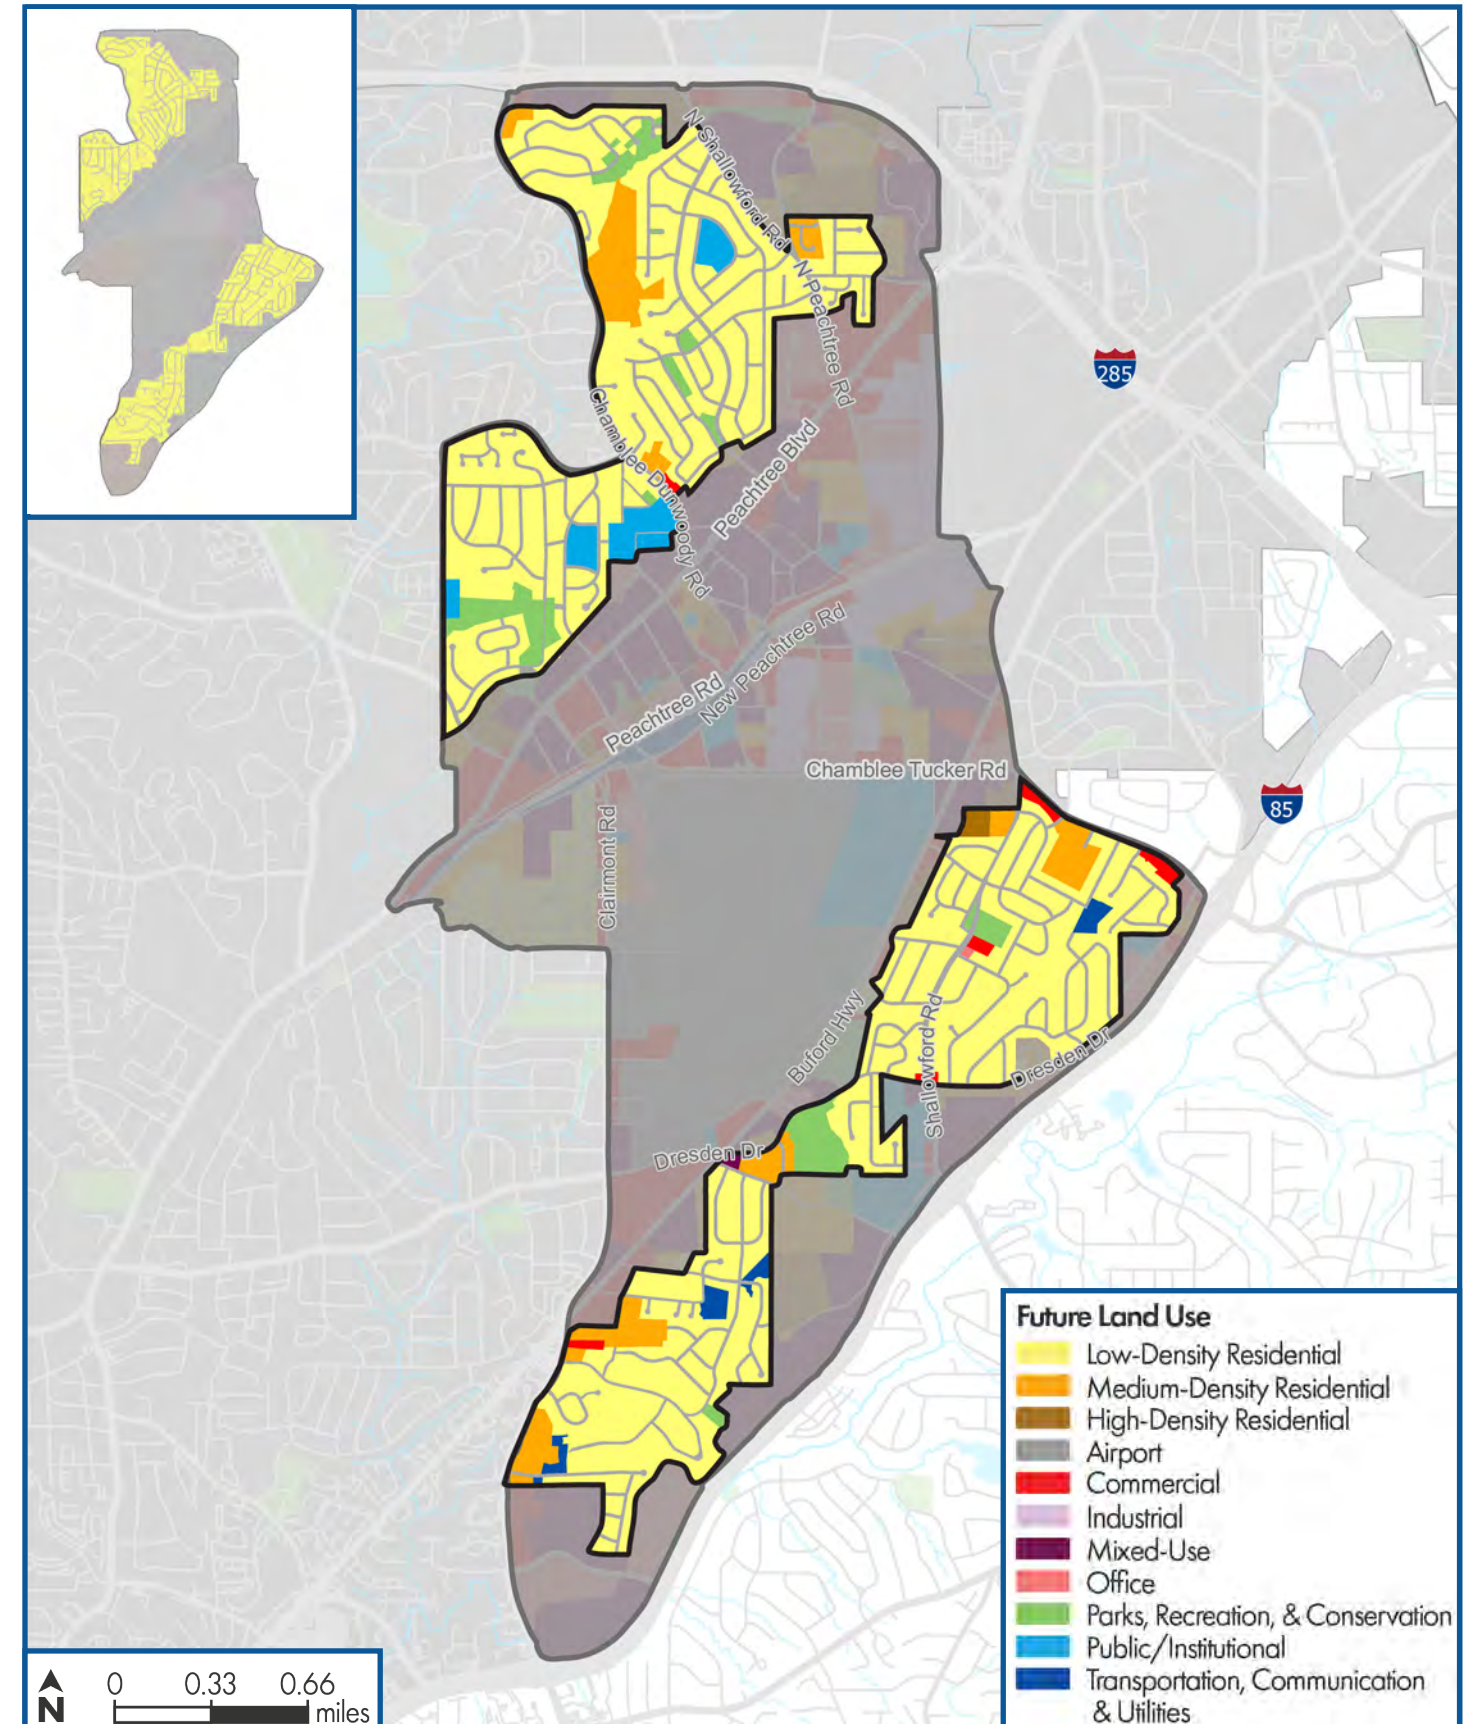 N Shallowford Rd
N Peachtree Rd
285
Chamblee Dunwoody Rd
Peachtree Blvd
New Peachtree Rd
Peachtree Rd
Chamblee Tucker Rd
85
Clairmont Rd
Buford Hwy
Shallowford Rd
Dresden Dr
Dresden Dr
Future Land Use
Low-Density Residential
Medium-Density Residential
High-Density Residential
Airport
Commercial
Industrial
Mixed-Use
Office
Parks, Recreation, & Conservation
Public/Institutional
Transportation, Communication
& Utilities
N
0 0.33 0.66
miles